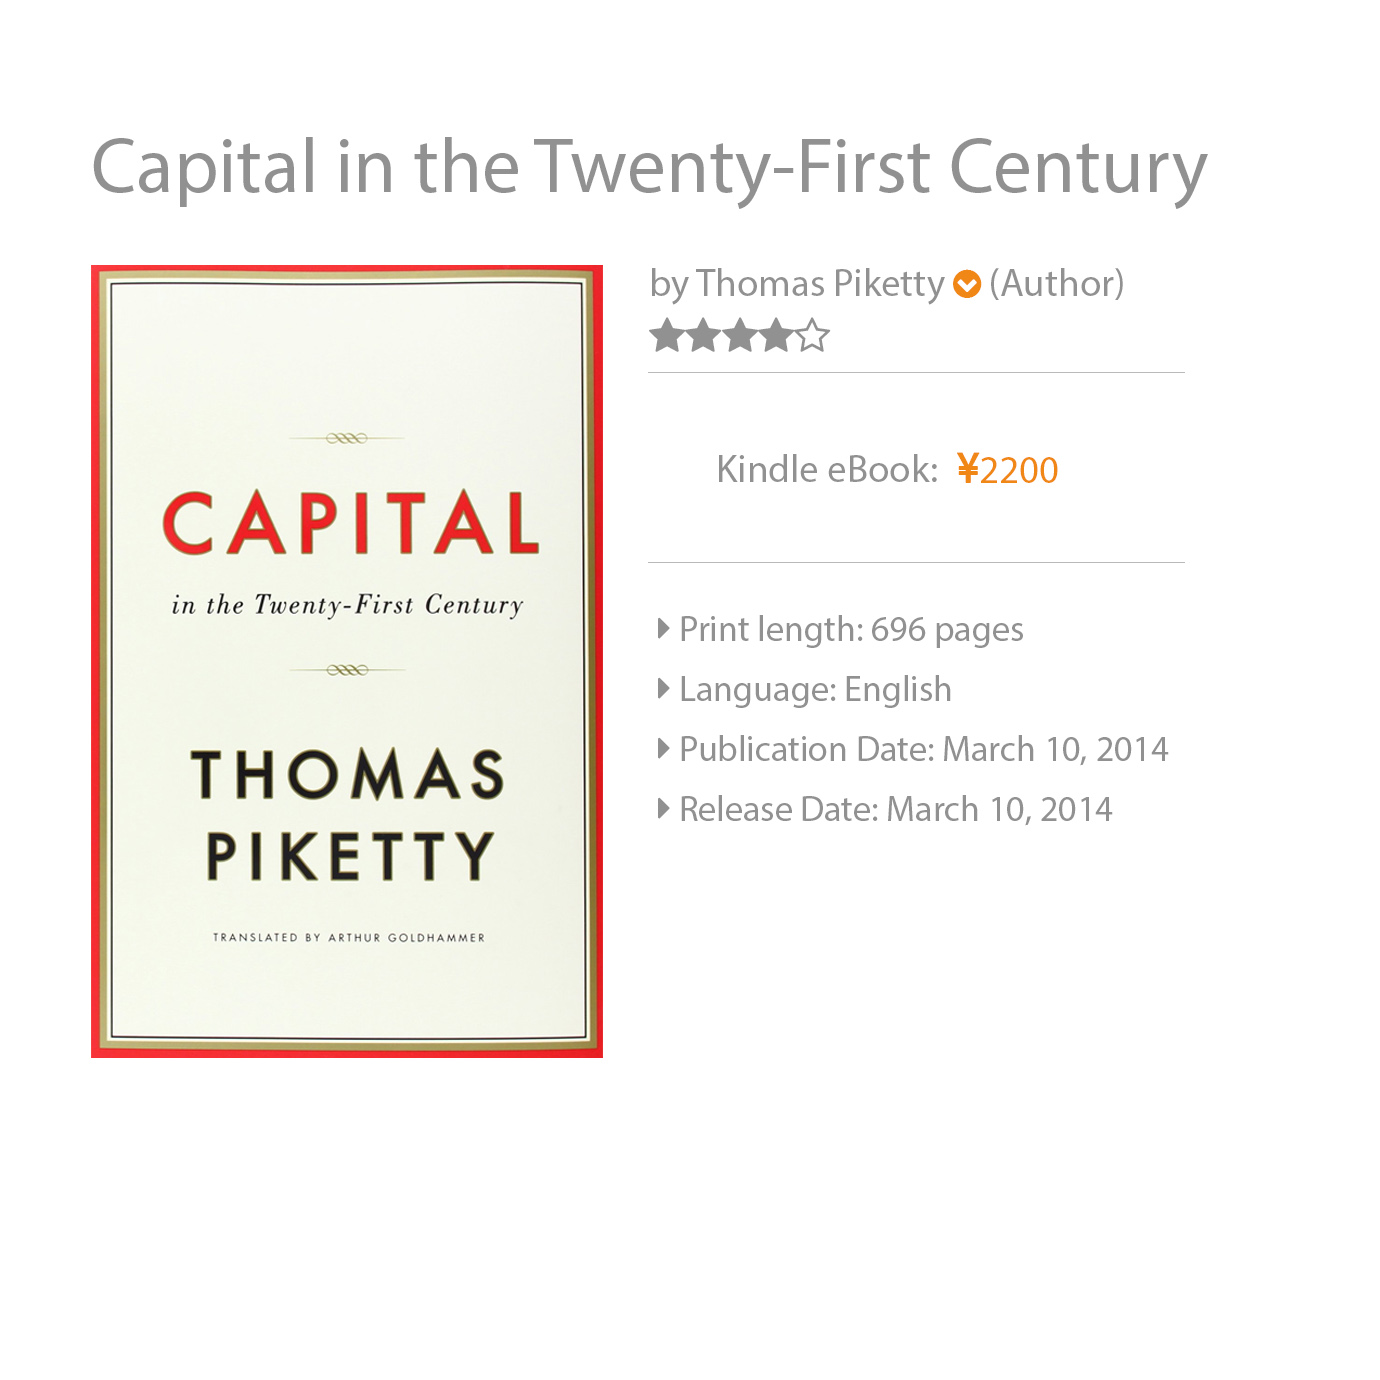 Capital in the Twenty-First Century
CAPITAL
in the Twenty-First Century
THOMAS
PIKETTY
TRANSLATED BY ARTHUR GOLDHAMMER
by Thomas Piketty (Author)
Kindle eBook: ¥2200
Print length: 696 pages
Language: English
Publication Date: March 10, 2014
Release Date: March 10, 2014